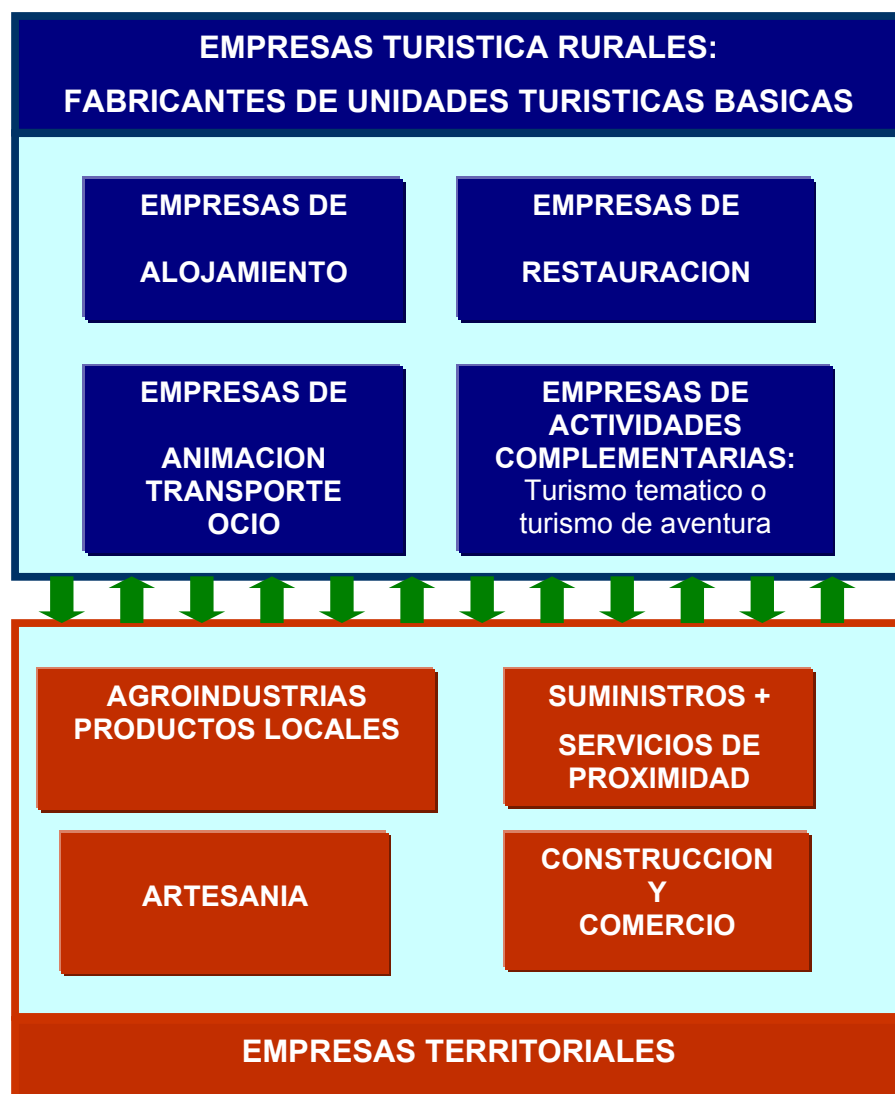 EMPRESAS TURISTICA RURALES:
FABRICANTES DE UNIDADES TURISTICAS BASICAS
EMPRESAS DE
ALOJAMIENTO
EMPRESAS DE
RESTAURACION
EMPRESAS DE
ANIMACION
TRANSPORTE
OCIO
EMPRESAS DE
ACTIVIDADES
COMPLEMENTARIAS:
Turismo tematico o
turismo de aventura
AGROINDUSTRIAS
PRODUCTOS LOCALES
SUMINISTROS +
SERVICIOS DE
PROXIMIDAD
ARTESANIA
CONSTRUCCION
Y
COMERCIO
EMPRESAS TERRITORIALES